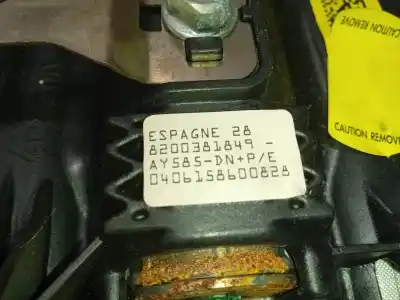 ESPAGNE 28
8200381849 -
AY585-DN+P/E
0406158600828
CAUTION REMOVE
CAUTION REMOVE